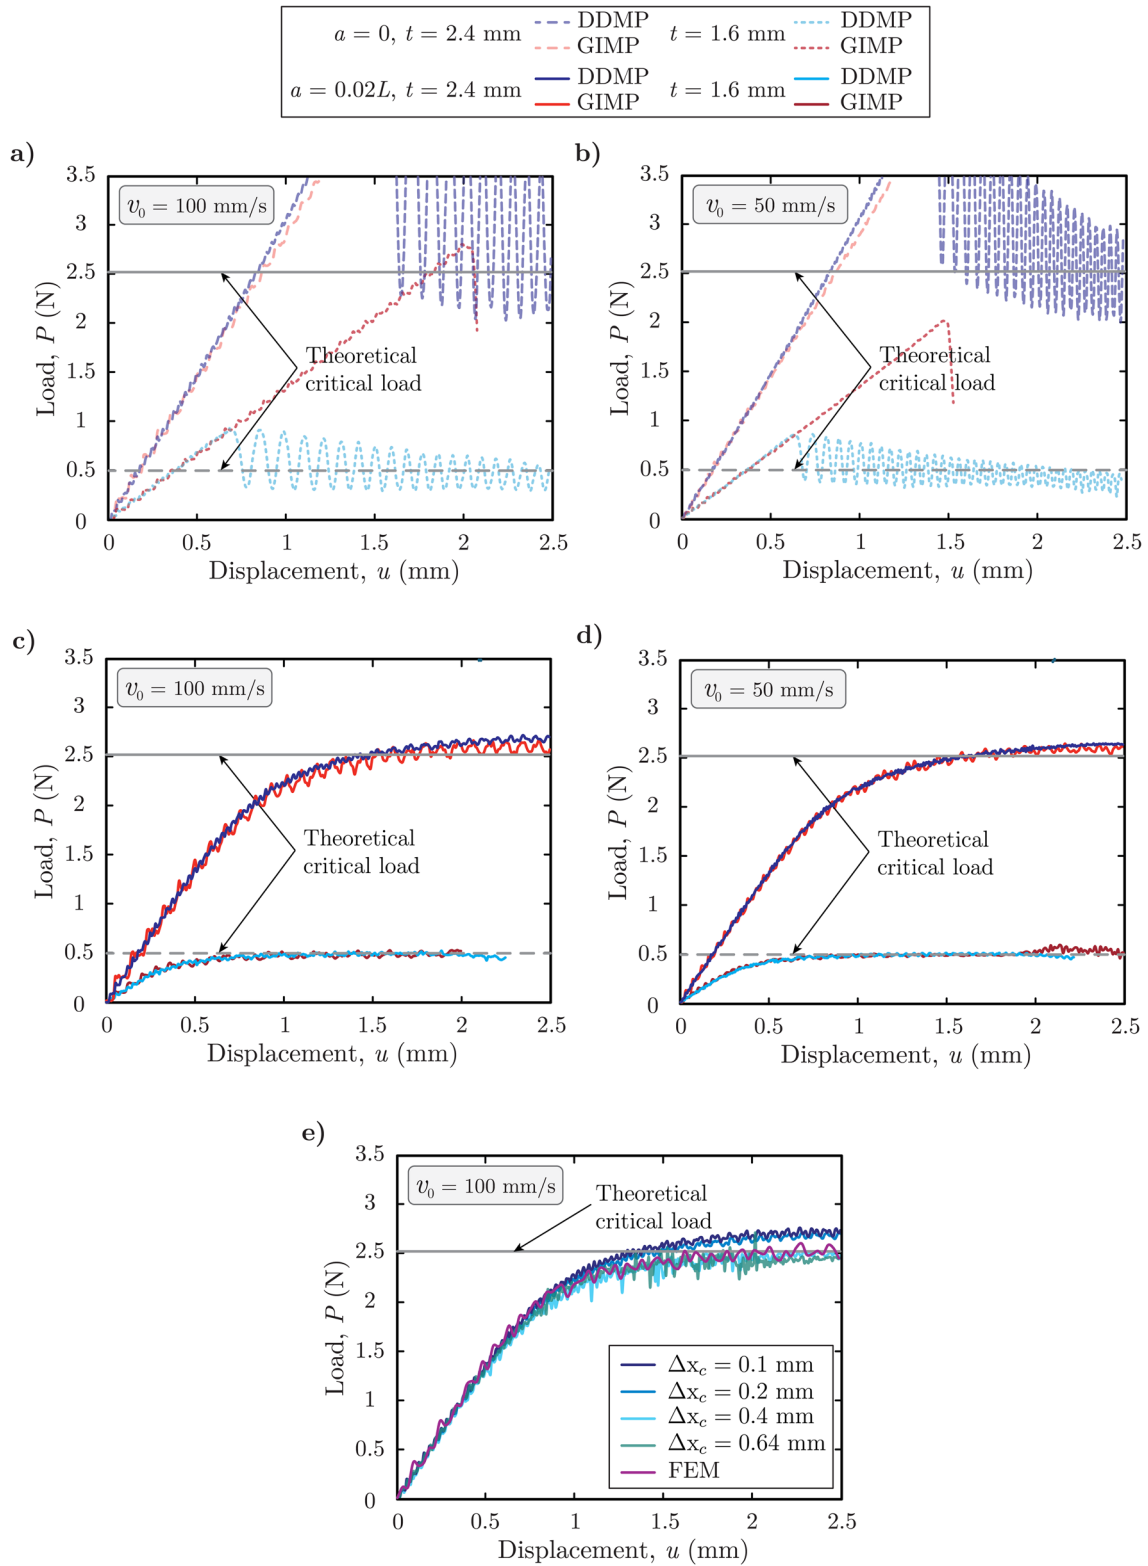 a = 0, t = 2.4 mm DDMP t = 1.6 mm DDMP
GIMP GIMP
a = 0.02L, t = 2.4 mm DDMP t = 1.6 mm DDMP
GIMP GIMP
a)
v₀ = 100 mm/s
Theoretical
critical load
Load, P (N)
3.5
3
2.5
2
1.5
1
0.5
0
0 0.5 1 1.5 2 2.5
Displacement, u (mm)
b)
v₀ = 50 mm/s
Theoretical
critical load
Load, P (N)
3.5
3
2.5
2
1.5
1
0.5
0
0 0.5 1 1.5 2 2.5
Displacement, u (mm)
c)
v₀ = 100 mm/s
Theoretical
critical load
Load, P (N)
3.5
3
2.5
2
1.5
1
0.5
0
0 0.5 1 1.5 2 2.5
Displacement, u (mm)
d)
v₀ = 50 mm/s
Theoretical
critical load
Load, P (N)
3.5
3
2.5
2
1.5
1
0.5
0
0 0.5 1 1.5 2 2.5
Displacement, u (mm)
e)
v₀ = 100 mm/s
Theoretical
critical load
Load, P (N)
3.5
3
2.5
2
1.5
1
0.5
0
Δx_c = 0.1 mm
Δx_c = 0.2 mm
Δx_c = 0.4 mm
Δx_c = 0.64 mm
FEM
0 0.5 1 1.5 2 2.5
Displacement, u (mm)